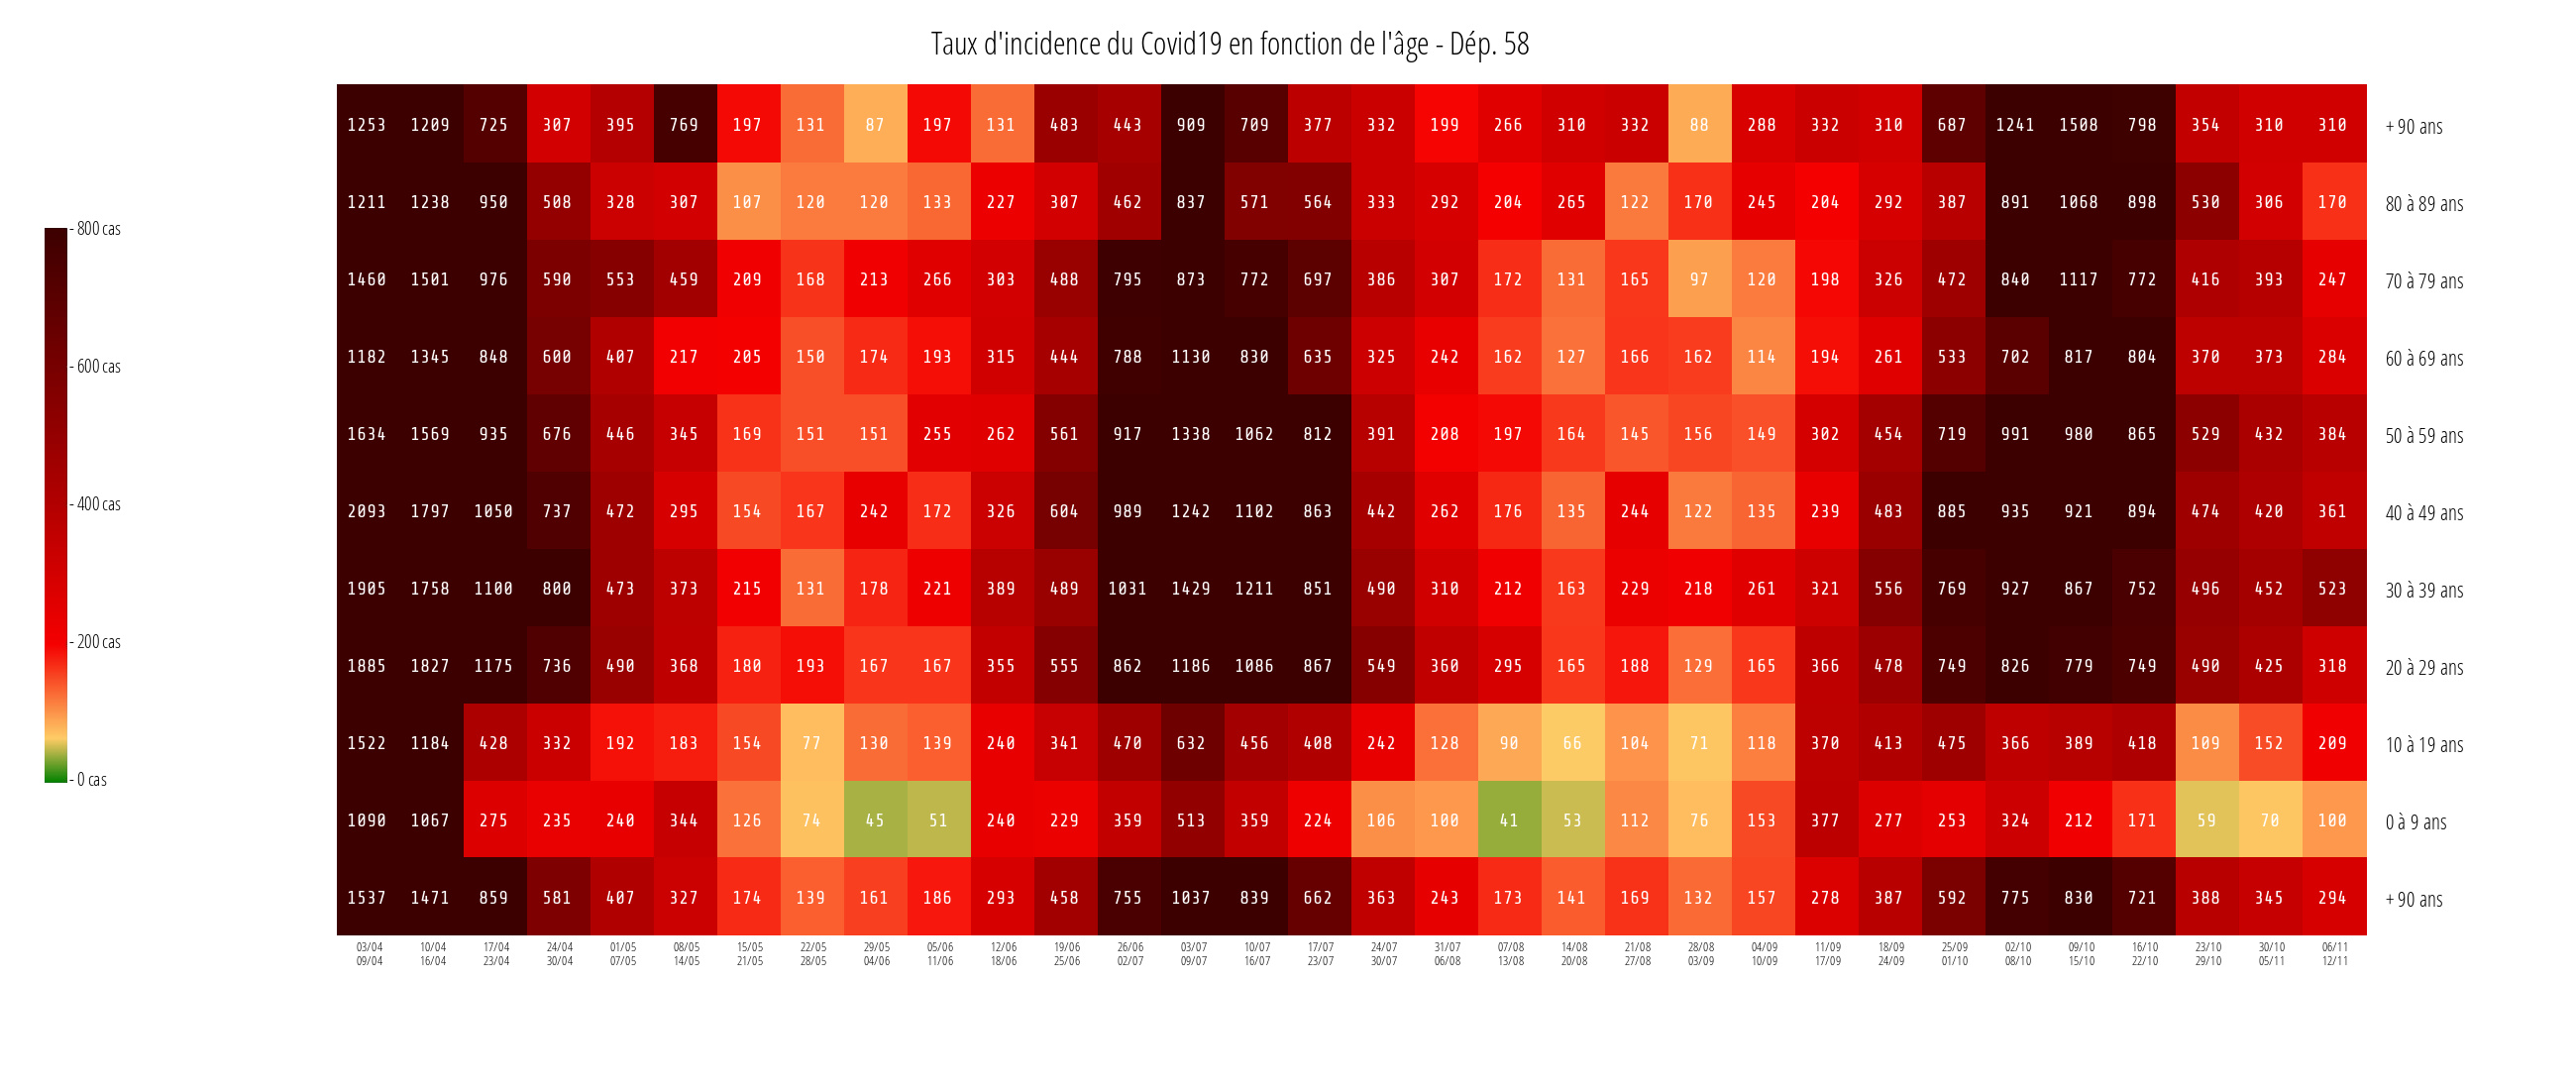 Taux d'incidence du Covid19 en fonction de l'âge - Dép. 58
- 800 cas
- 600 cas
- 400 cas
- 200 cas
- 0 cas
1253 1209 725 307 395 769 197 131 87 197 131 483 443 909 709 377 332 199 266 310 332 88 288 332 310 687 1241 1508 798 354 310 310 + 90 ans
1211 1238 950 508 328 307 107 120 120 133 227 307 462 837 571 564 333 292 204 265 122 170 245 204 292 387 891 1068 898 530 306 170 80 à 89 ans
1460 1501 976 590 553 459 209 168 213 266 303 488 795 873 772 697 386 307 172 131 165 97 120 198 326 472 840 1117 772 416 393 247 70 à 79 ans
1182 1345 848 600 407 217 205 150 174 193 315 444 788 1130 830 635 325 242 162 127 166 162 114 194 261 533 702 817 804 370 373 284 60 à 69 ans
1634 1569 935 676 446 345 169 151 151 255 262 561 917 1338 1062 812 391 208 197 164 145 156 149 302 454 719 991 980 865 529 432 384 50 à 59 ans
2093 1797 1050 737 472 295 154 167 242 172 326 604 989 1242 1102 863 442 262 176 135 244 122 135 239 483 885 935 921 894 474 420 361 40 à 49 ans
1905 1758 1100 800 473 373 215 131 178 221 389 489 1031 1429 1211 851 490 310 212 163 229 218 261 321 556 769 927 867 752 496 452 523 30 à 39 ans
1885 1827 1175 736 490 368 180 193 167 167 355 555 862 1186 1086 867 549 360 295 165 188 129 165 366 478 749 826 779 749 490 425 318 20 à 29 ans
1522 1184 428 332 192 183 154 77 130 139 240 341 470 632 456 408 242 128 90 66 104 71 118 370 413 475 366 389 418 109 152 209 10 à 19 ans
1090 1067 275 235 240 344 126 74 45 51 240 229 359 513 359 224 106 100 41 53 112 76 153 377 277 253 324 212 171 59 70 100 0 à 9 ans
1537 1471 859 581 407 327 174 139 161 186 293 458 755 1037 839 662 363 243 173 141 169 132 157 278 387 592 775 830 721 388 345 294 + 90 ans
03/04 10/04 17/04 24/04 01/05 08/05 15/05 22/05 29/05 05/06 12/06 19/06 26/06 03/07 10/07 17/07 24/07 31/07 07/08 14/08 21/08 28/08 04/09 11/09 18/09 25/09 02/10 09/10 16/10 23/10 30/10 06/11
09/04 16/04 23/04 30/04 07/05 14/05 21/05 28/05 04/06 11/06 18/06 25/06 02/07 09/07 16/07 23/07 30/07 06/08 13/08 20/08 27/08 03/09 10/09 17/09 24/09 01/10 08/10 15/10 22/10 29/10 05/11 12/11